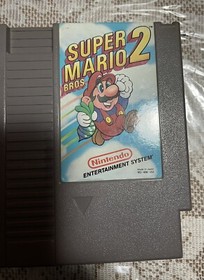 SUPER
MARIO 2
BROS.
Nintendo
ENTERTAINMENT SYSTEM